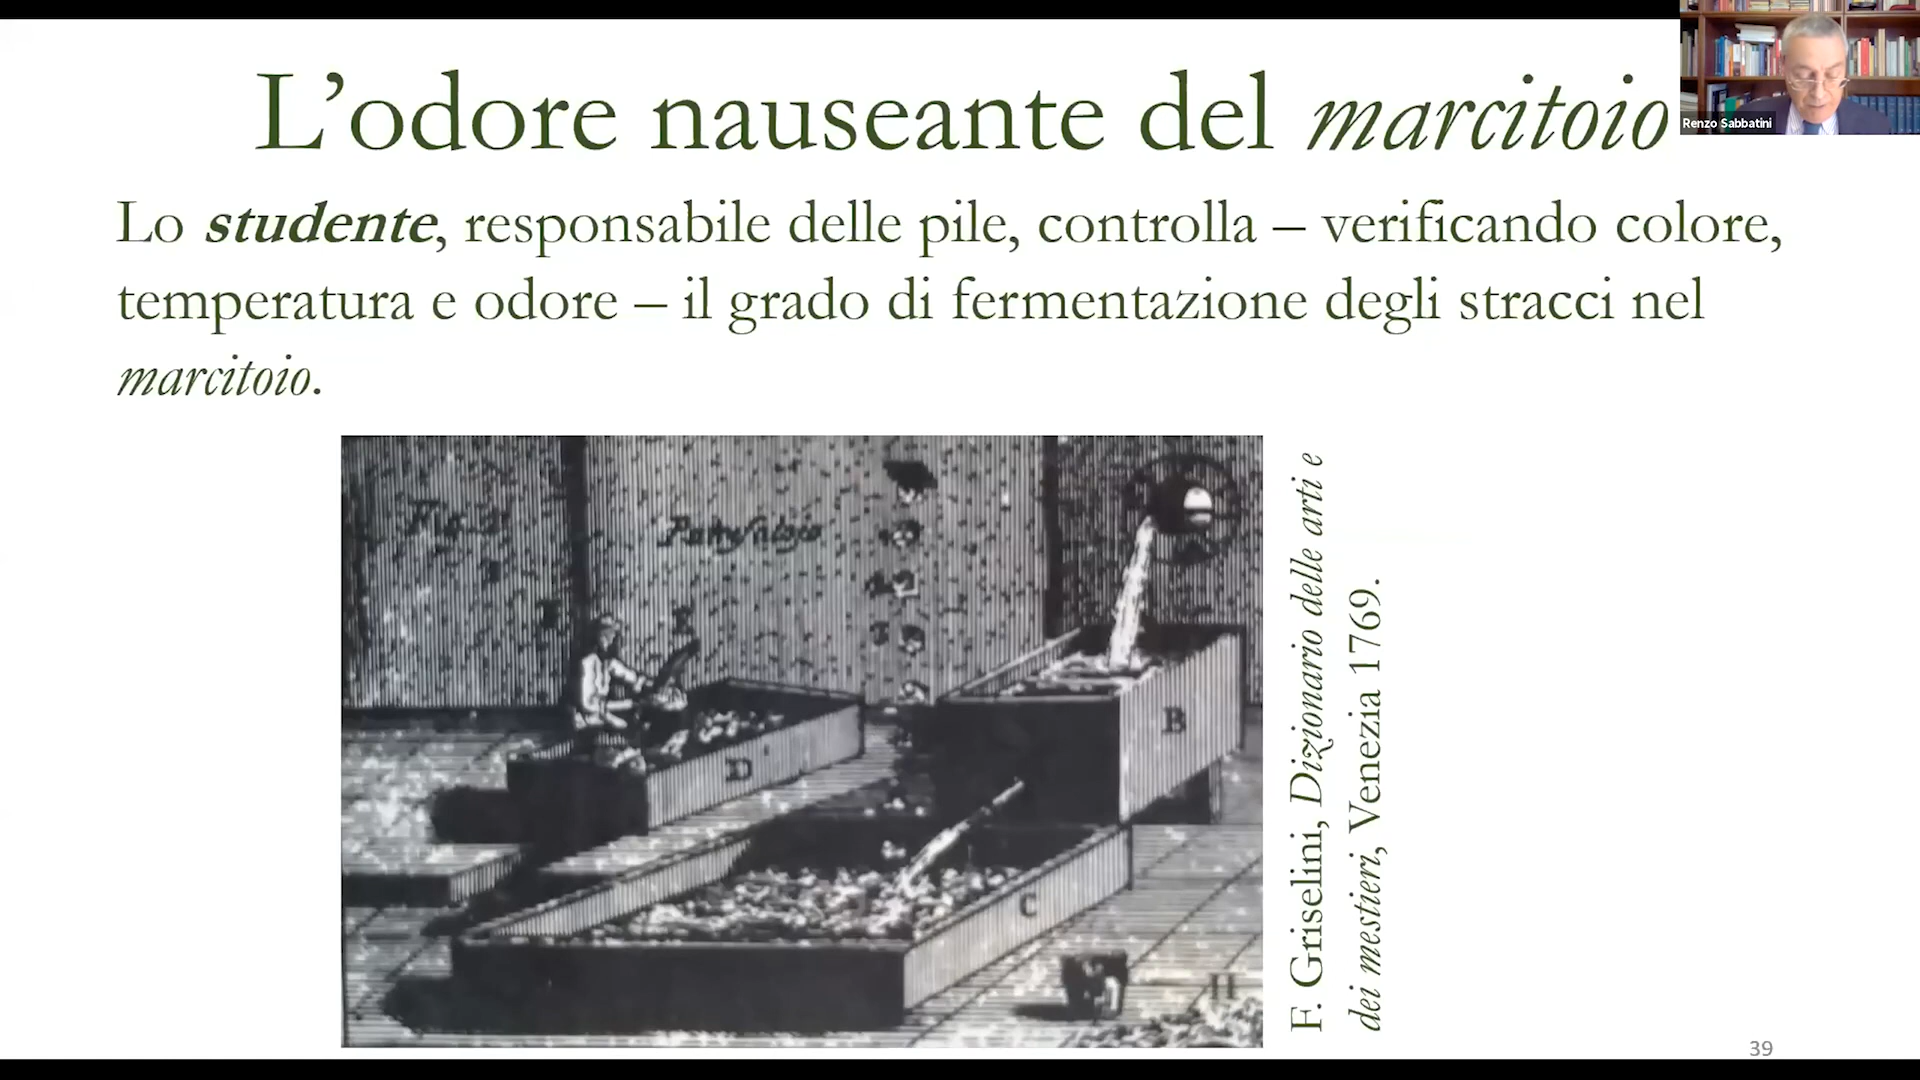 L’odore nauseante del marcitoio
Renzo Sabbatini
Lo studente, responsabile delle pile, controlla – verificando colore,
temperatura e odore – il grado di fermentazione degli stracci nel
marcitoio.
B
D
C
H
F. Griselini, Dizionario delle arti e
dei mestieri, Venezia 1769.
39